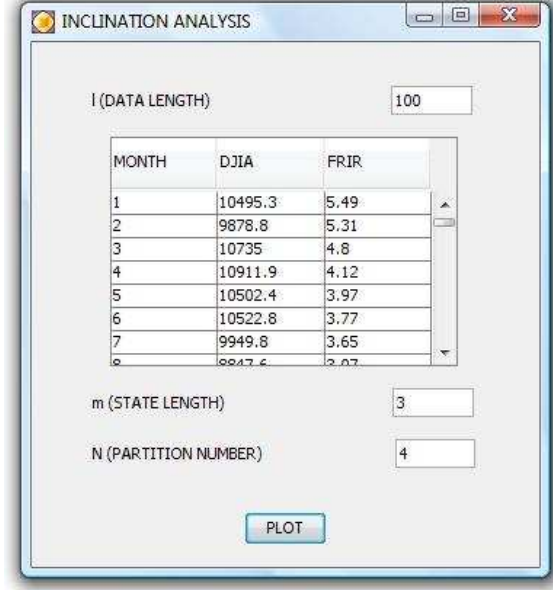 INCLINATION ANALYSIS
l (DATA LENGTH) 100
MONTH DJIA FRIR
1 10495.3 5.49
2 9878.8 5.31
3 10735 4.8
4 10911.9 4.12
5 10502.4 3.97
6 10522.8 3.77
7 9949.8 3.65
m (STATE LENGTH) 3
N (PARTITION NUMBER) 4
PLOT